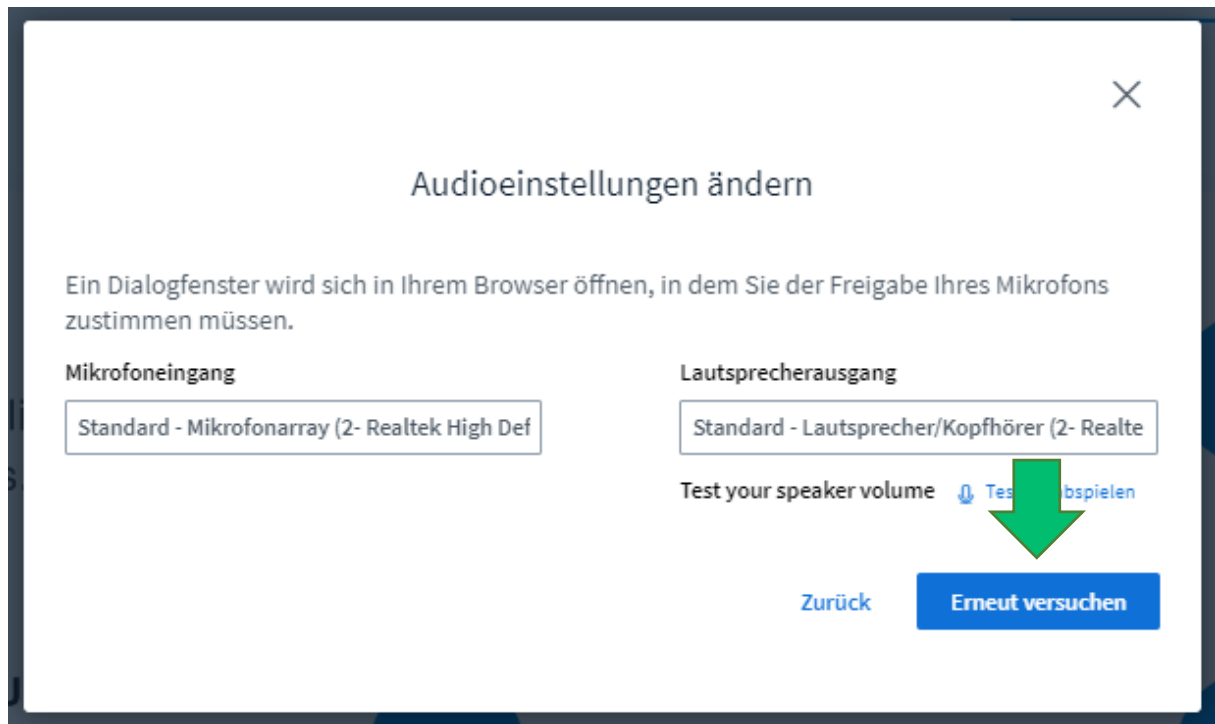 Audioeinstellungen ändern
Ein Dialogfenster wird sich in Ihrem Browser öffnen, in dem Sie der Freigabe Ihres Mikrofons
zustimmen müssen.
Mikrofoneingang
Lautsprecherausgang
Standard - Mikrofonarray (2- Realtek High Def
Standard - Lautsprecher/Kopfhörer (2- Realte
Test your speaker volume
Zurück
Erneut versuchen